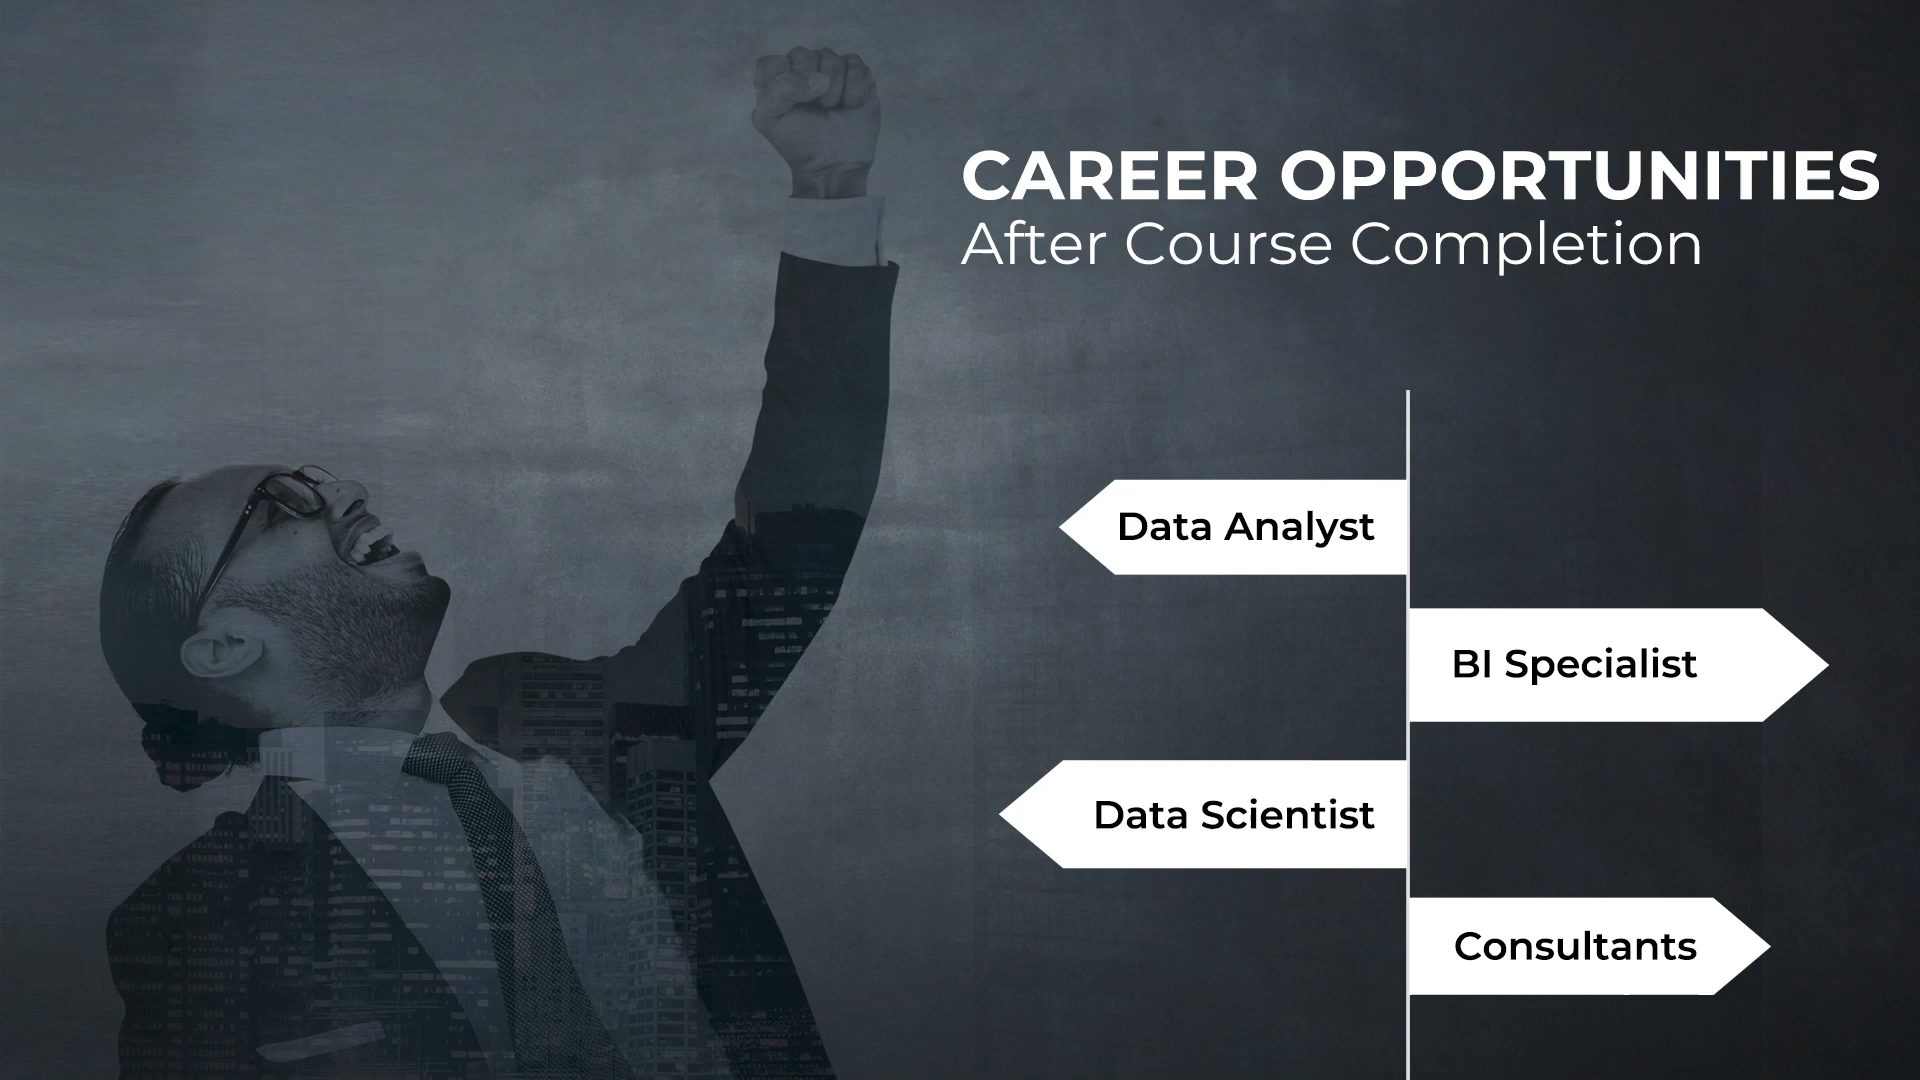 CAREER OPPORTUNITIES
After Course Completion
Data Analyst
BI Specialist
Data Scientist
Consultants